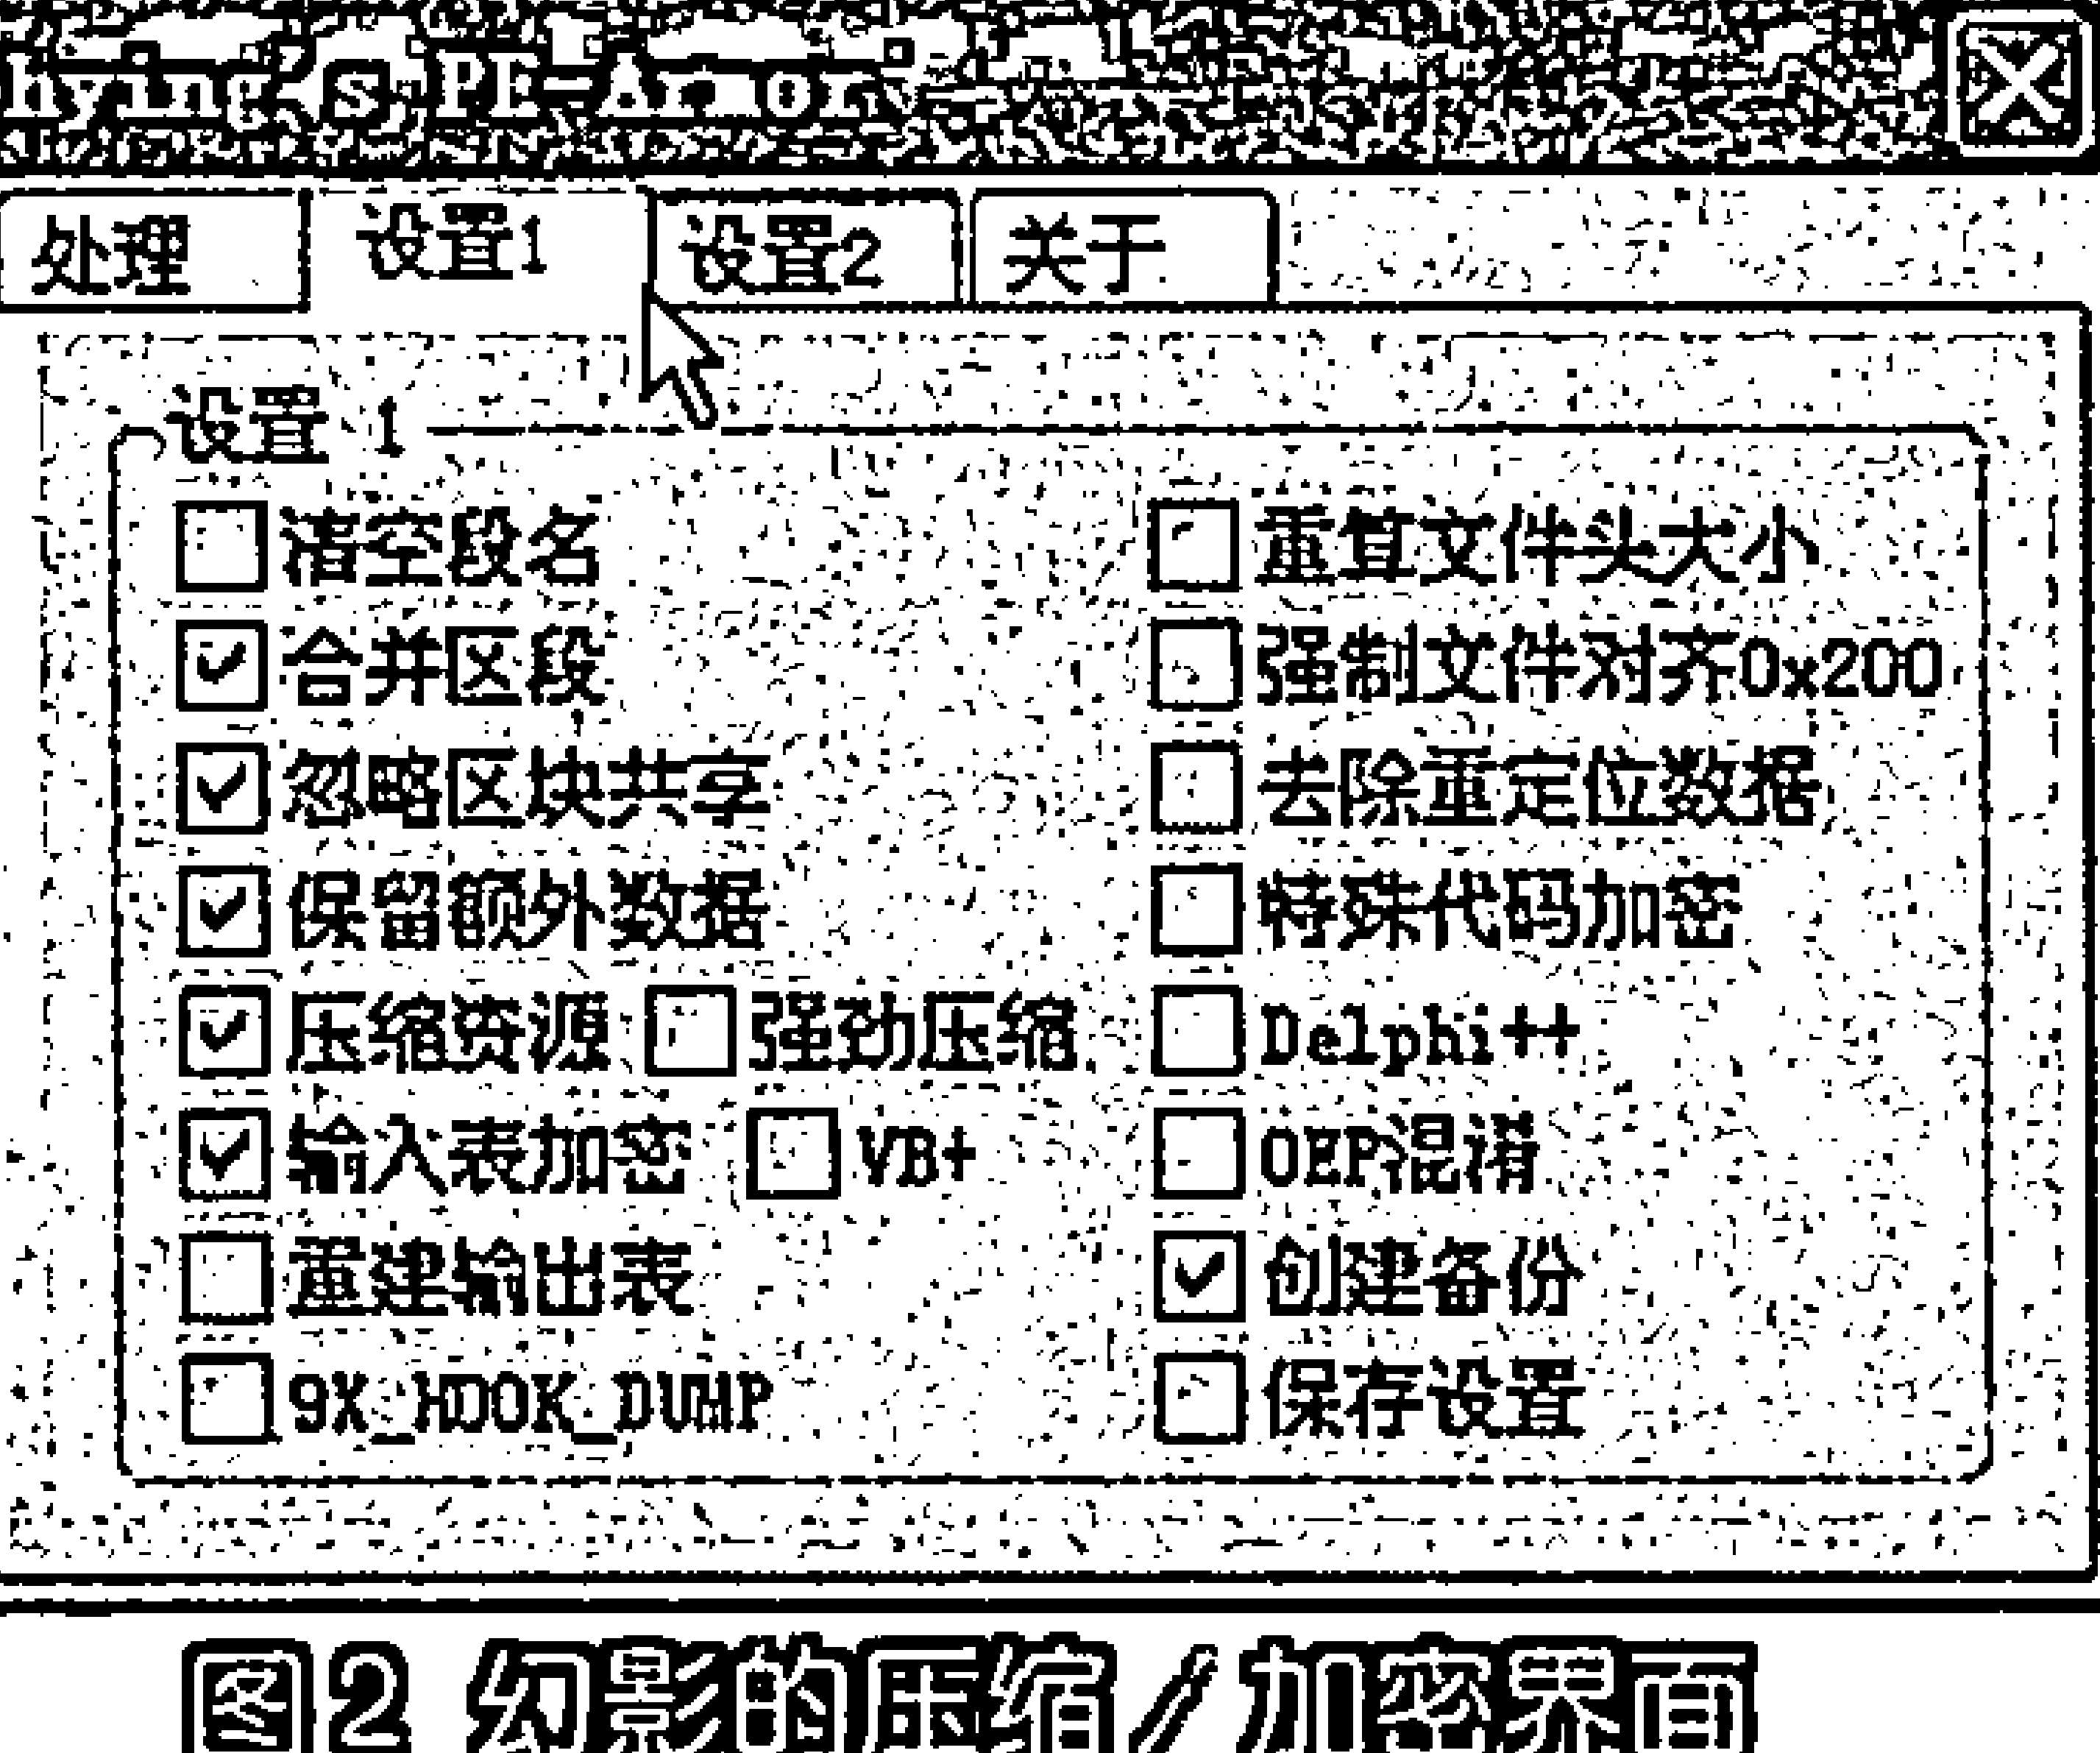 hying's PE-Armor
处理 设置1 设置2 关于
设置 1
清空段名 重算文件头大小
合并区段 强制文件对齐0x200
忽略区块共享 去除重定位数据
保留额外数据 特殊代码加密
压缩资源 强劲压缩 Delphi++
输入表加密 VB+ OEP混淆
重建输出表 创建备份
9X_HOOK_DUMP 保存设置
图2 幻影的压缩/加密界面